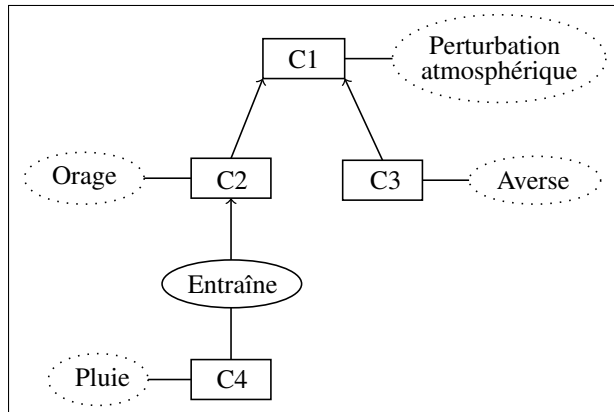 C1
Perturbation
atmosphérique
Orage
C2
C3
Averse
Entraîne
Pluie
C4